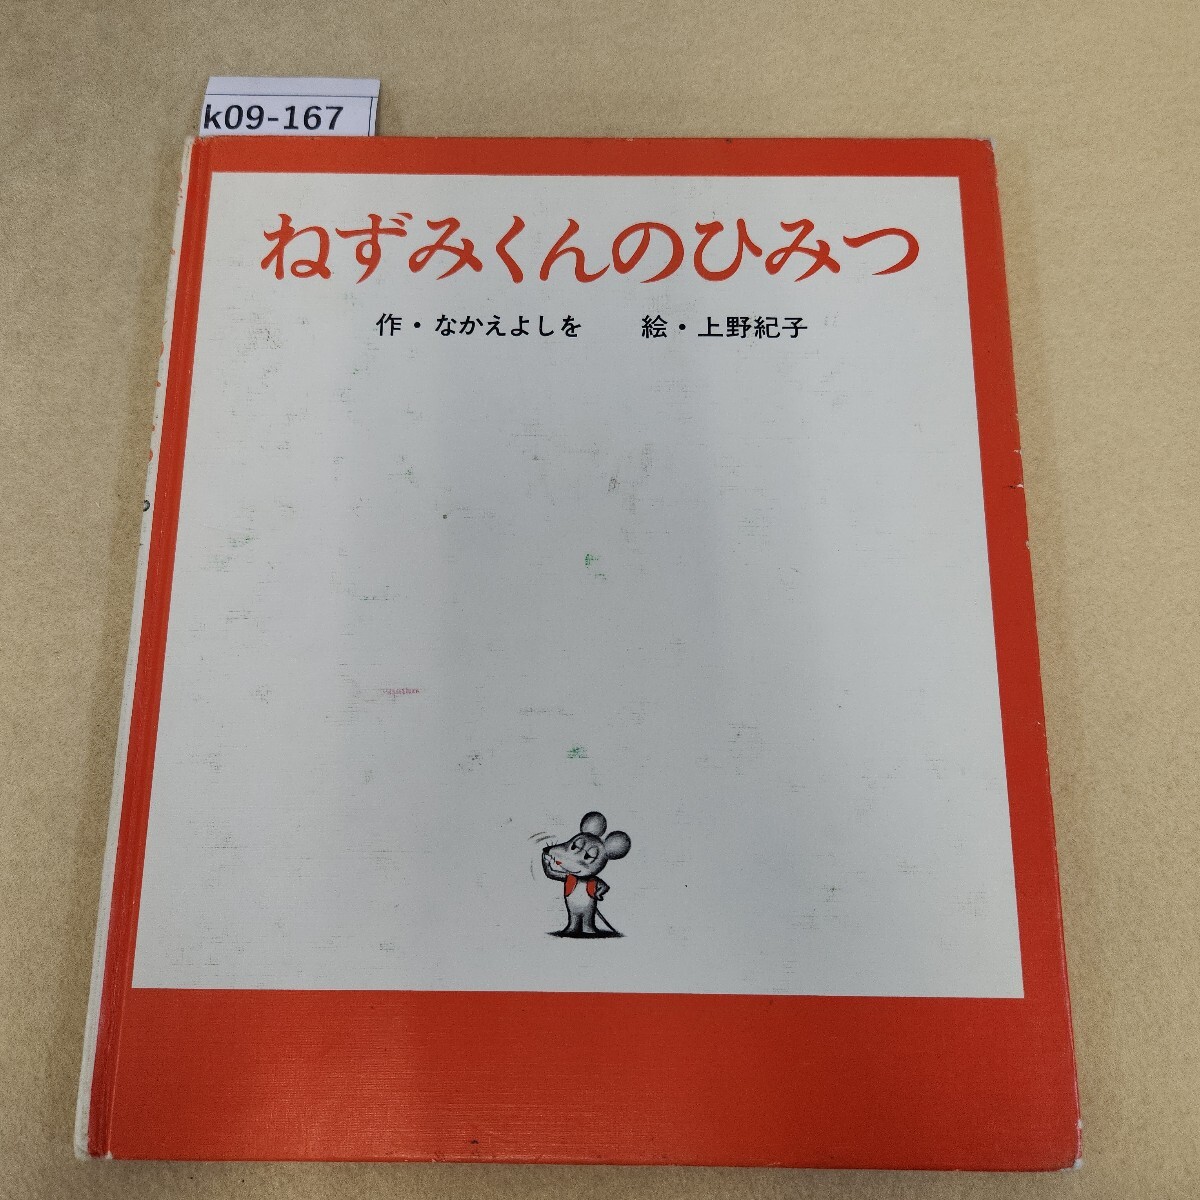 k09-167
ねずみくんのひみつ
作・なかえよしを 絵・上野紀子